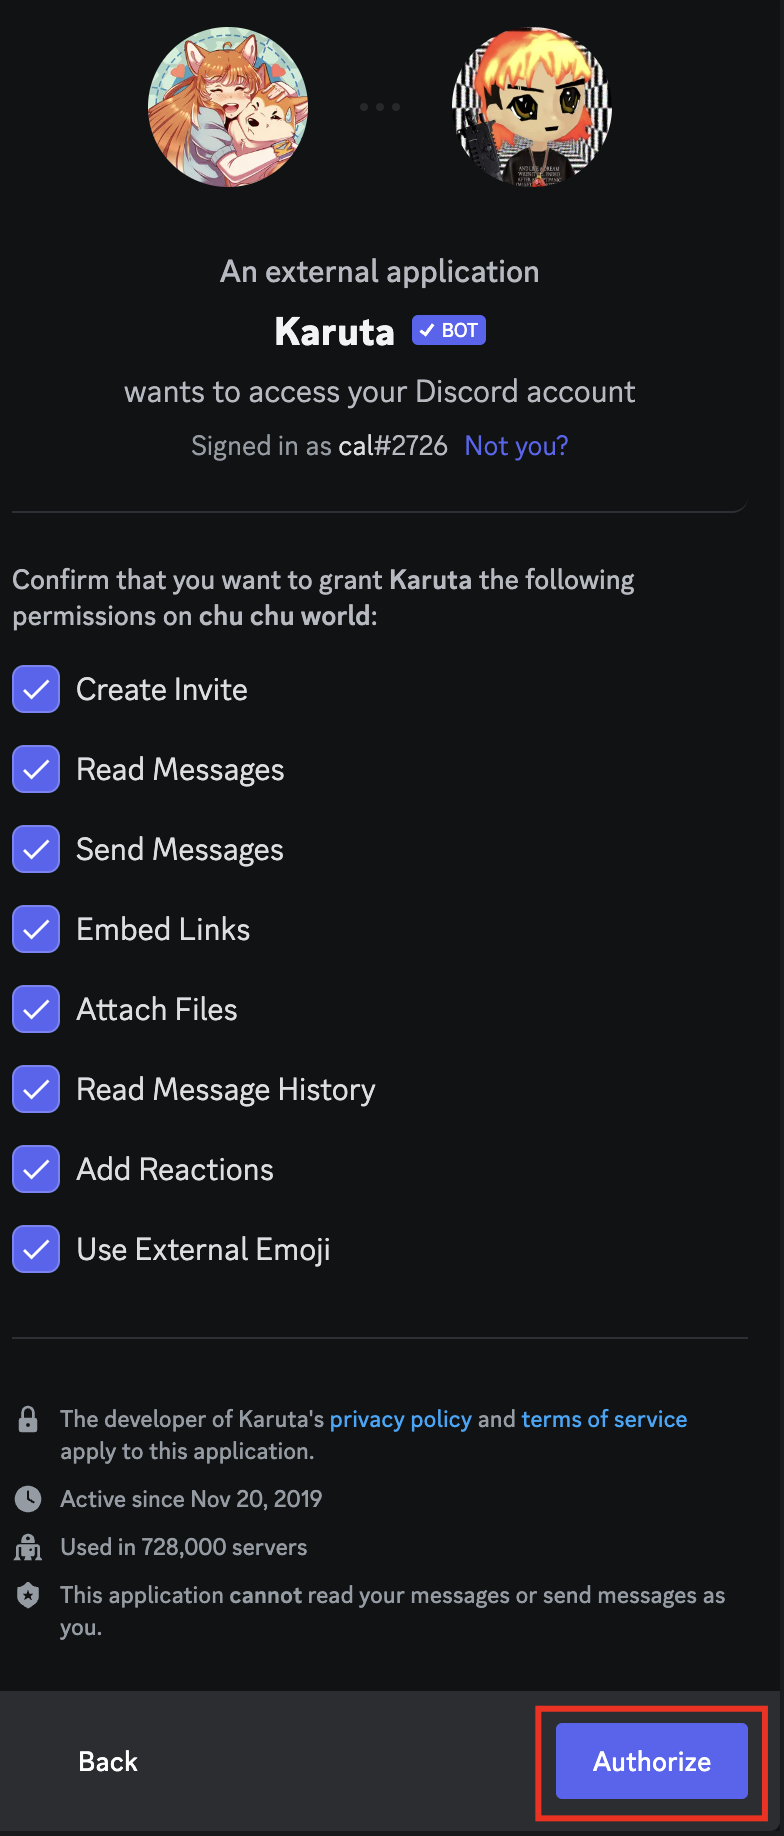 An external application
Karuta BOT
wants to access your Discord account
Signed in as cal#2726 Not you?
Confirm that you want to grant Karuta the following
permissions on chu chu world:
Create Invite
Read Messages
Send Messages
Embed Links
Attach Files
Read Message History
Add Reactions
Use External Emoji
The developer of Karuta's privacy policy and terms of service
apply to this application.
Active since Nov 20, 2019
Used in 728,000 servers
This application cannot read your messages or send messages as
you.
Back
Authorize